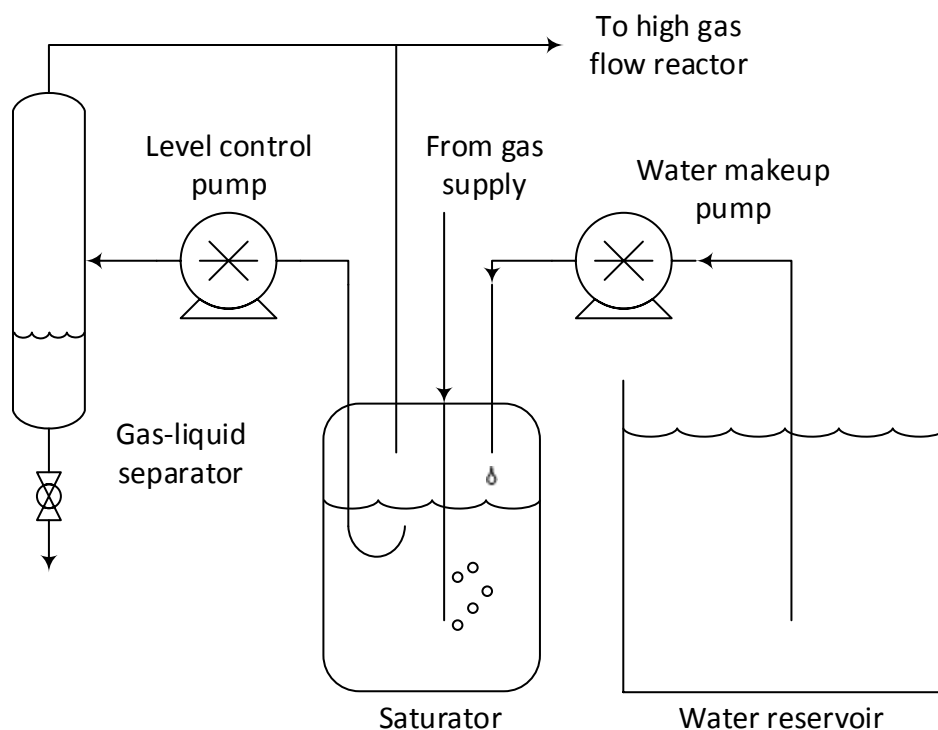 To high gas
flow reactor
Level control
pump
From gas
supply
Water makeup
pump
Gas-liquid
separator
Saturator
Water reservoir